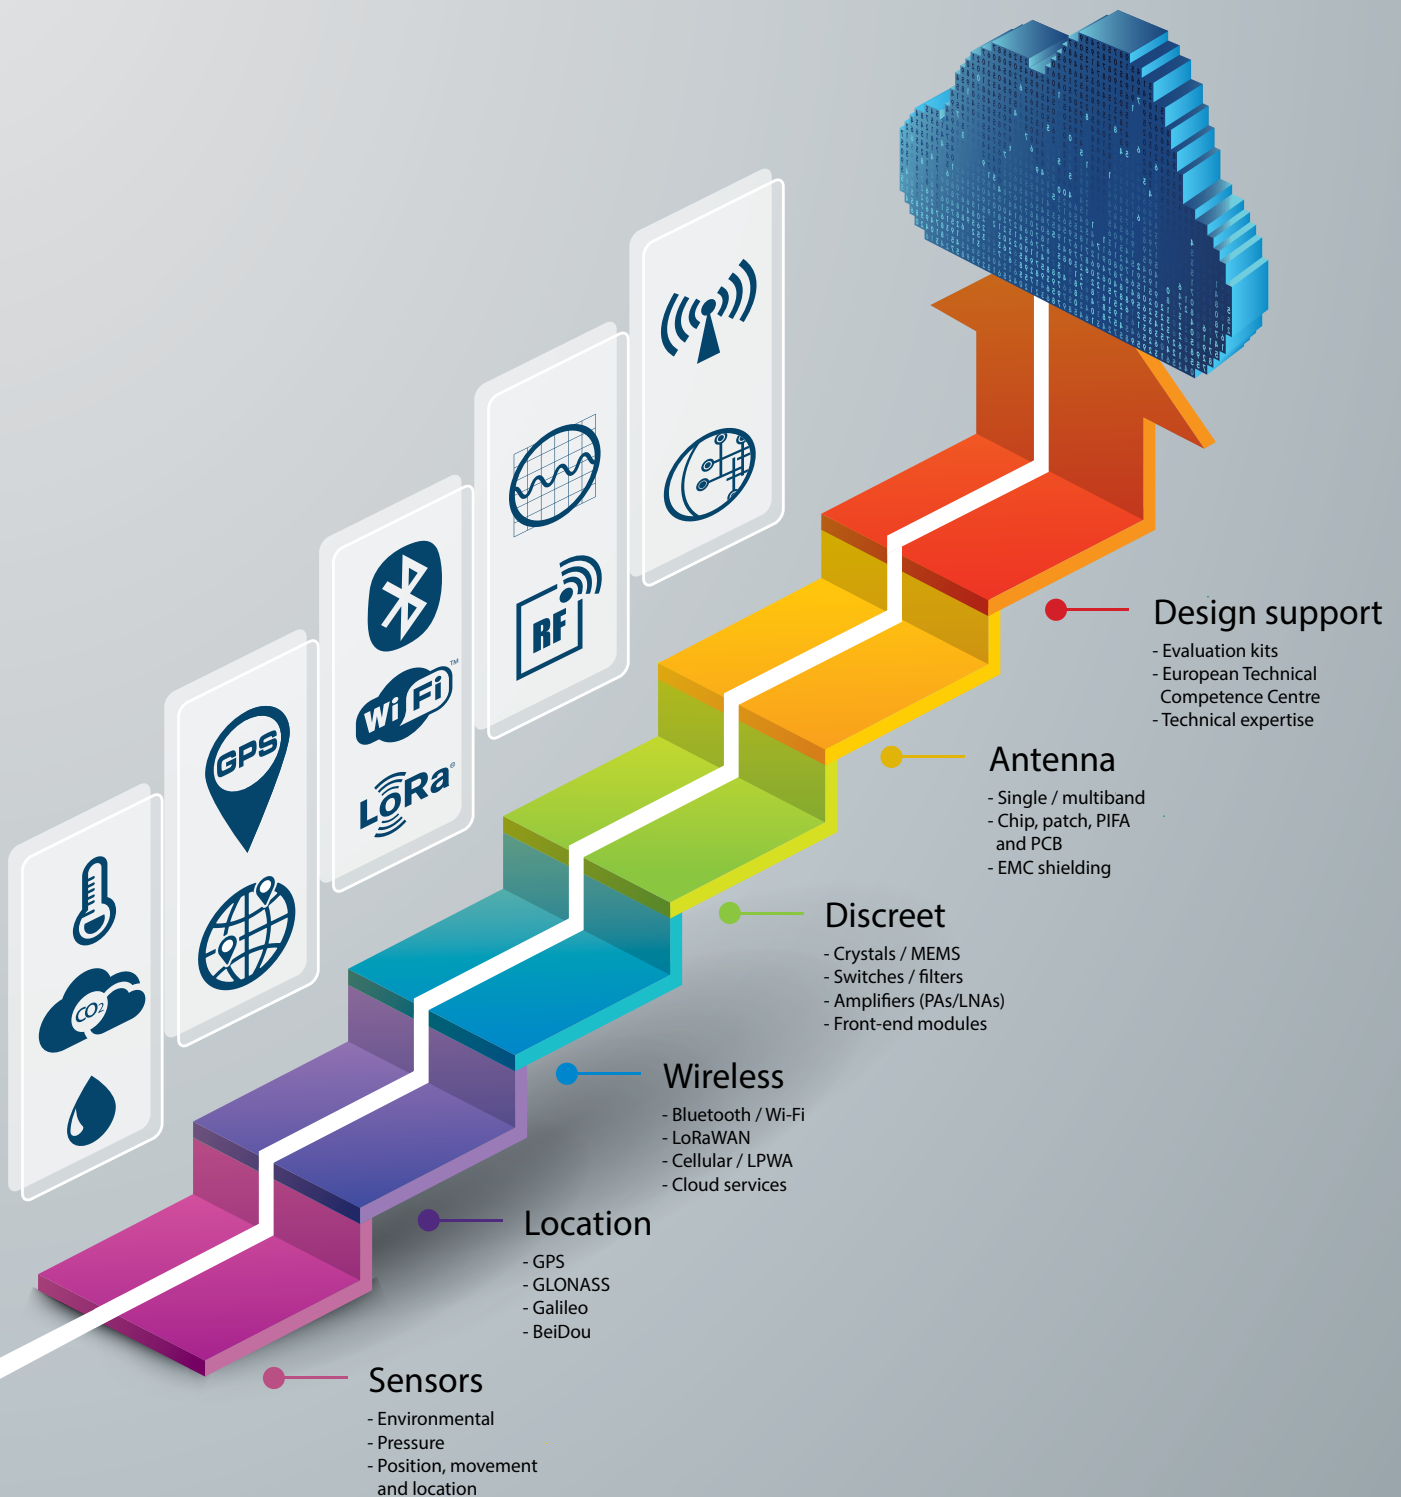 GPS
CO2
WiFi™
LoRa®
RF
Design support
- Evaluation kits
- European Technical
Competence Centre
- Technical expertise
Antenna
- Single / multiband
- Chip, patch, PIFA
and PCB
- EMC shielding
Discreet
- Crystals / MEMS
- Switches / filters
- Amplifiers (PAs/LNAs)
- Front-end modules
Wireless
- Bluetooth / Wi-Fi
- LoRaWAN
- Cellular / LPWA
- Cloud services
Location
- GPS
- GLONASS
- Galileo
- BeiDou
Sensors
- Environmental
- Pressure
- Position, movement
and location